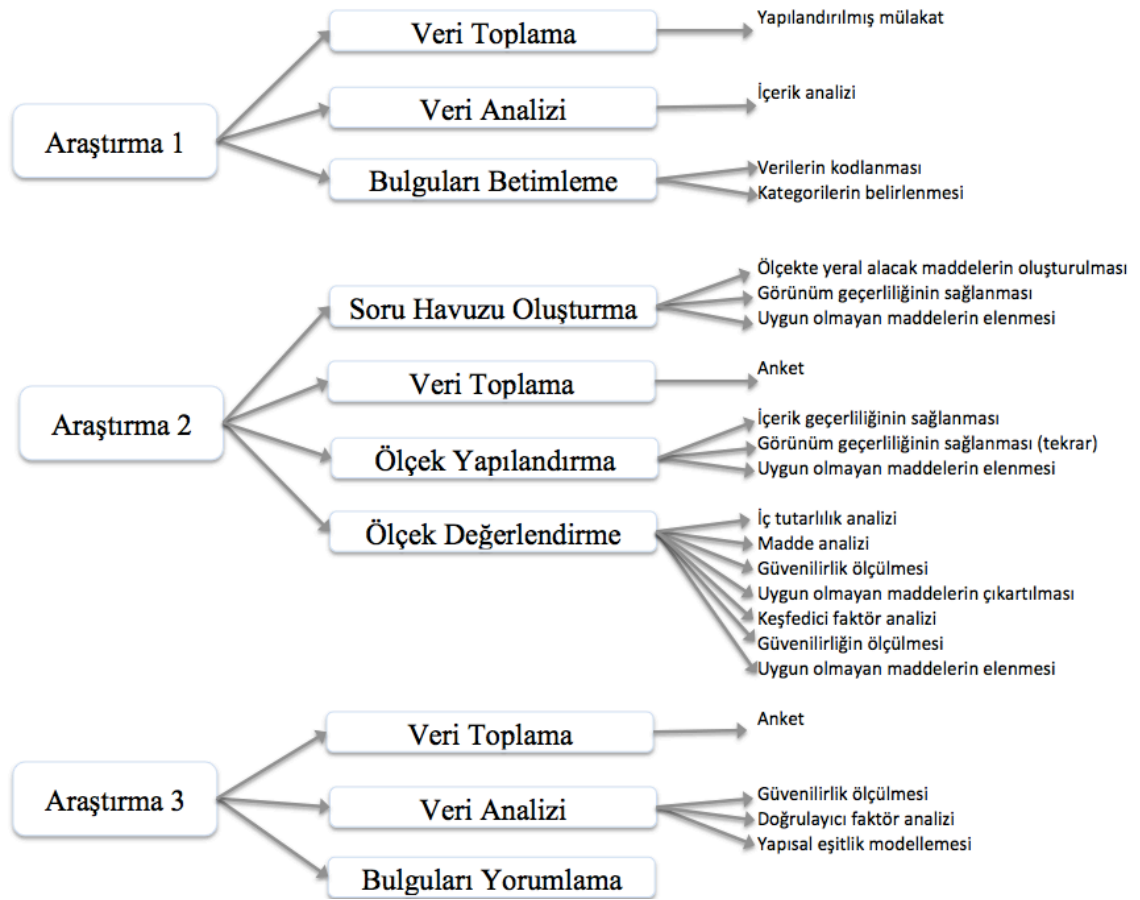 Araştırma 1
Veri Toplama
Yapılandırılmış mülakat
Veri Analizi
İçerik analizi
Bulguları Betimleme
Verilerin kodlanması
Kategorilerin belirlenmesi
Araştırma 2
Soru Havuzu Oluşturma
Ölçekte yeral alacak maddelerin oluşturulması
Görünüm geçerliliğinin sağlanması
Uygun olmayan maddelerin elenmesi
Veri Toplama
Anket
Ölçek Yapılandırma
İçerik geçerliliğinin sağlanması
Görünüm geçerliliğinin sağlanması (tekrar)
Uygun olmayan maddelerin elenmesi
Ölçek Değerlendirme
İç tutarlılık analizi
Madde analizi
Güvenilirlik ölçülmesi
Uygun olmayan maddelerin çıkartılması
Keşfedici faktör analizi
Güvenilirliğin ölçülmesi
Uygun olmayan maddelerin elenmesi
Araştırma 3
Veri Toplama
Anket
Veri Analizi
Güvenilirlik ölçülmesi
Doğrulayıcı faktör analizi
Yapısal eşitlik modellemesi
Bulguları Yorumlama